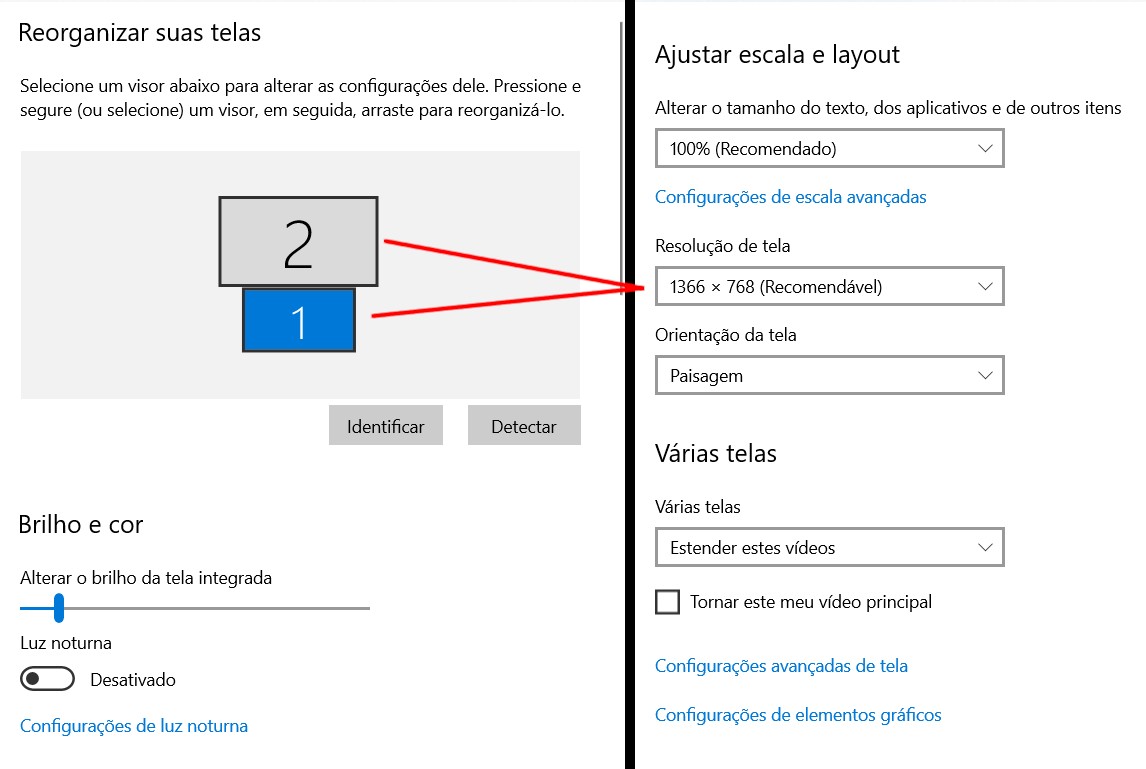 Reorganizar suas telas
Selecione um visor abaixo para alterar as configurações dele. Pressione e
segure (ou selecione) um visor, em seguida, arraste para reorganizá-lo.
2
1
Identificar
Detectar
Brilho e cor
Alterar o brilho da tela integrada
Luz noturna
Desativado
Configurações de luz noturna
Ajustar escala e layout
Alterar o tamanho do texto, dos aplicativos e de outros itens
100% (Recomendado)
Configurações de escala avançadas
Resolução de tela
1366 × 768 (Recomendável)
Orientação da tela
Paisagem
Várias telas
Várias telas
Estender estes vídeos
Tornar este meu vídeo principal
Configurações avançadas de tela
Configurações de elementos gráficos